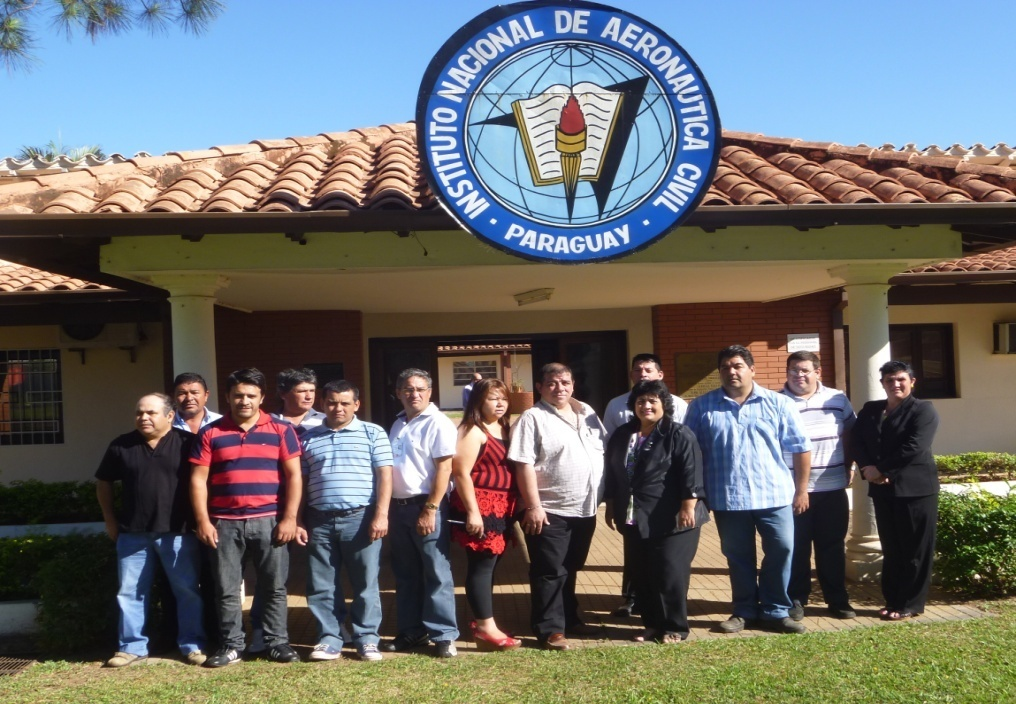 INSTITUTO NACIONAL DE AERONAUTICA CIVIL
· PARAGUAY ·